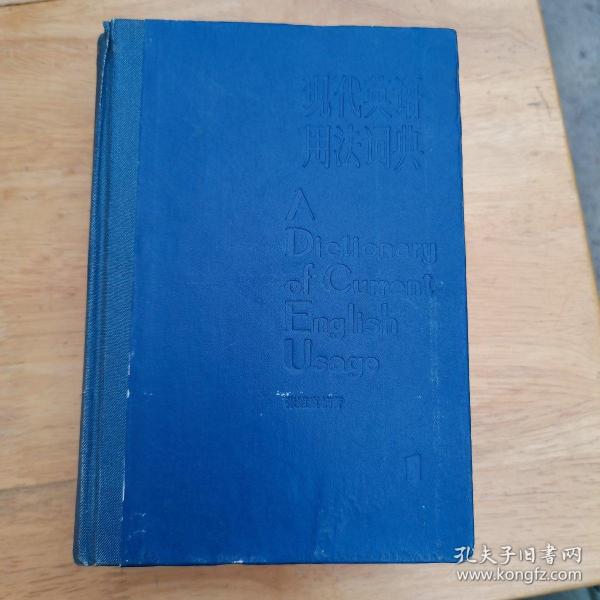 现代英语
用法词典
A
Dictionary
of Current
English
Usage
1
孔夫子旧书网
www.kongfz.com